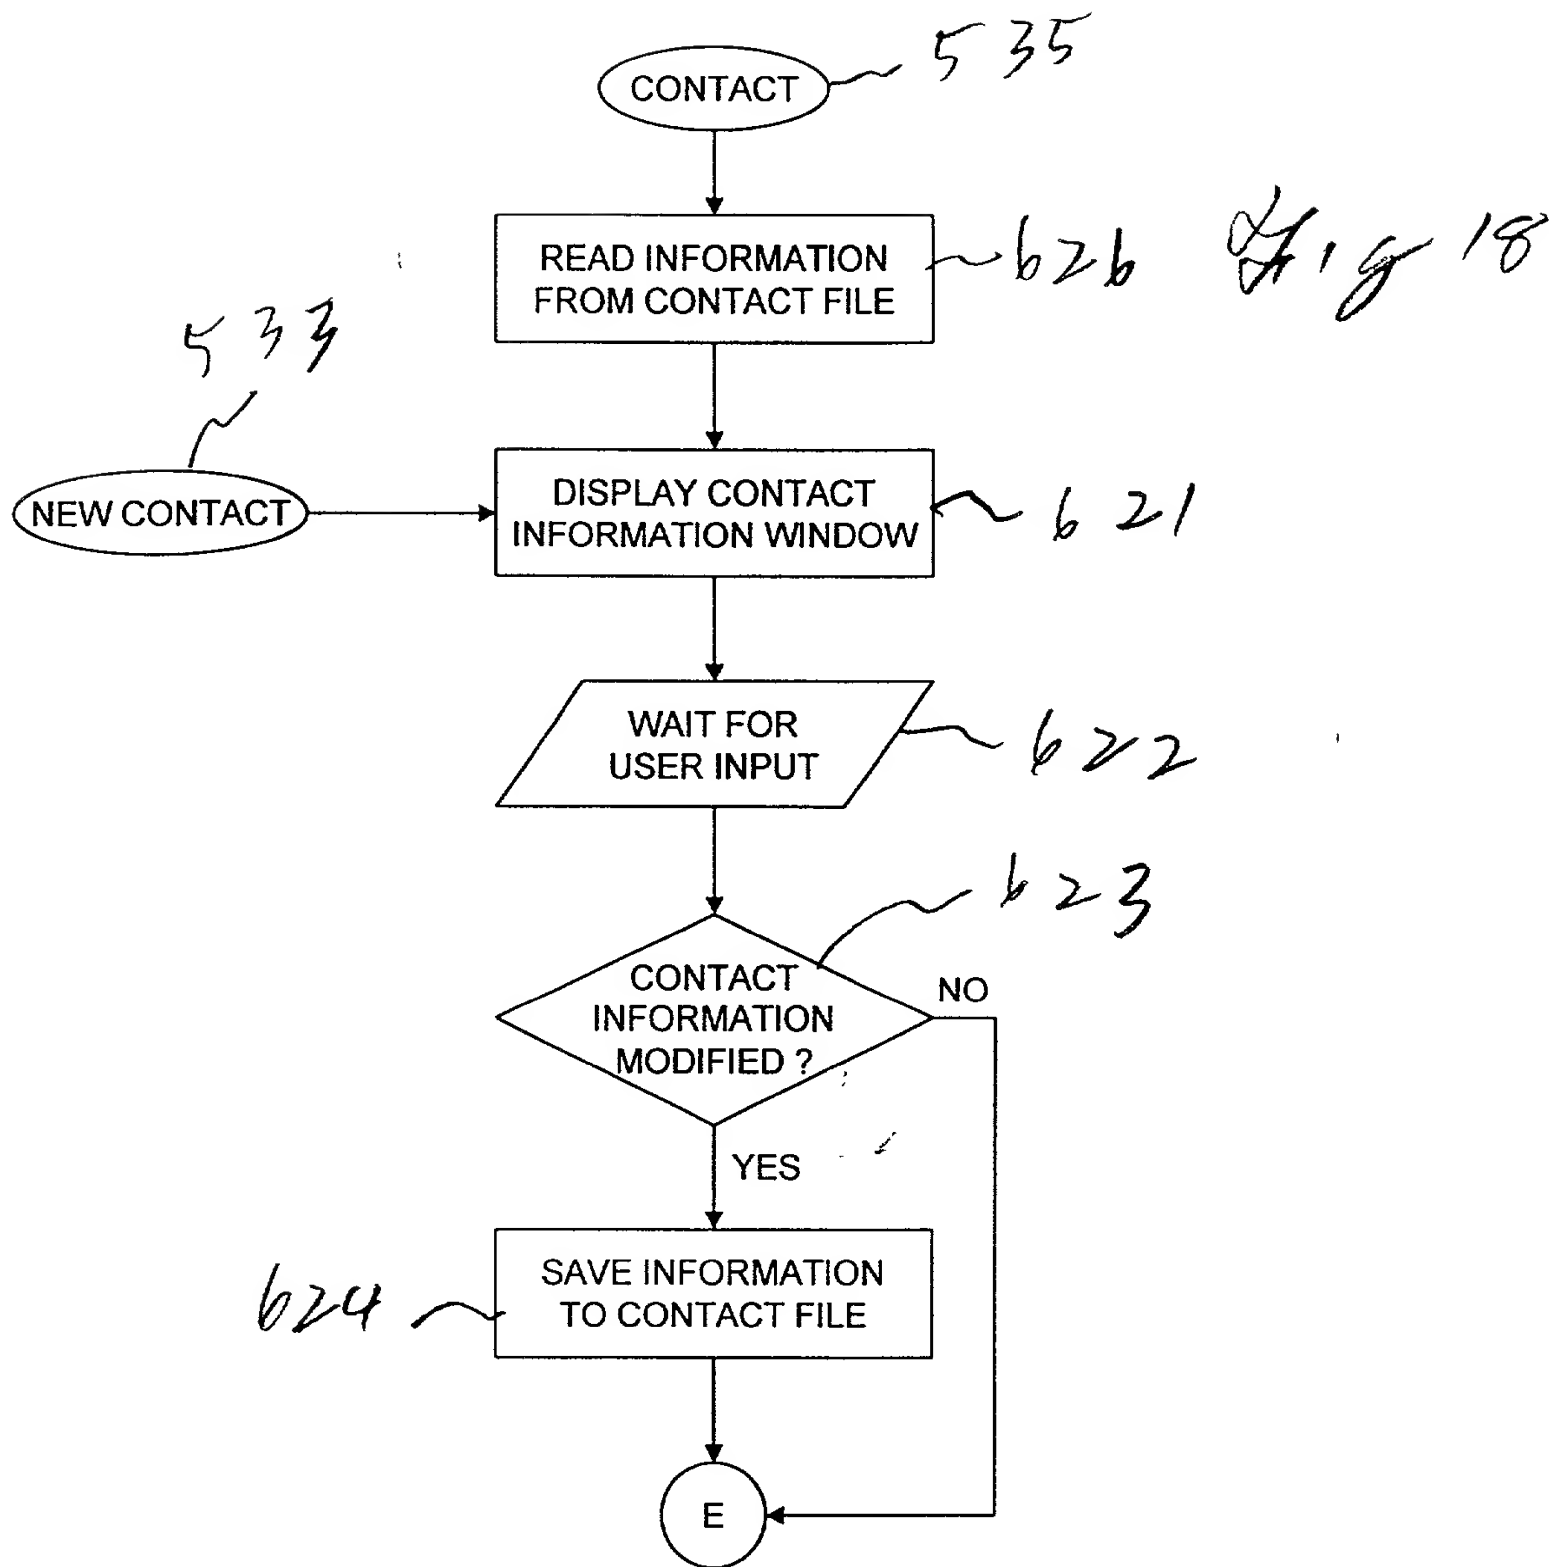 CONTACT
535
READ INFORMATION
FROM CONTACT FILE
626
Fig 18
533
NEW CONTACT
DISPLAY CONTACT
INFORMATION WINDOW
621
WAIT FOR
USER INPUT
622
623
CONTACT
INFORMATION
MODIFIED ?
NO
YES
624
SAVE INFORMATION
TO CONTACT FILE
E